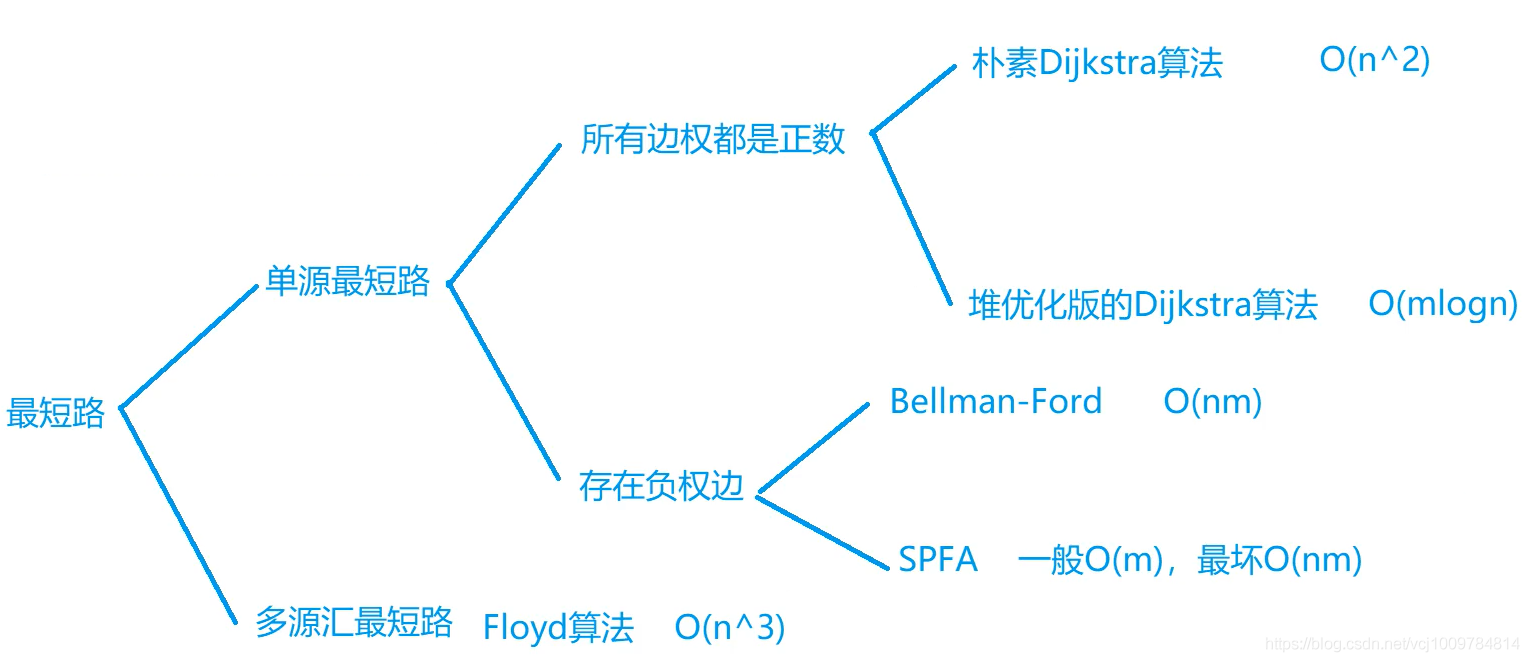 朴素Dijkstra算法 O(n^2)
所有边权都是正数
单源最短路
堆优化版的Dijkstra算法 O(mlogn)
最短路
Bellman-Ford O(nm)
存在负权边
SPFA 一般O(m)，最坏O(nm)
多源汇最短路 Floyd算法 O(n^3)
https://blog.csdn.net/vcj1009784814